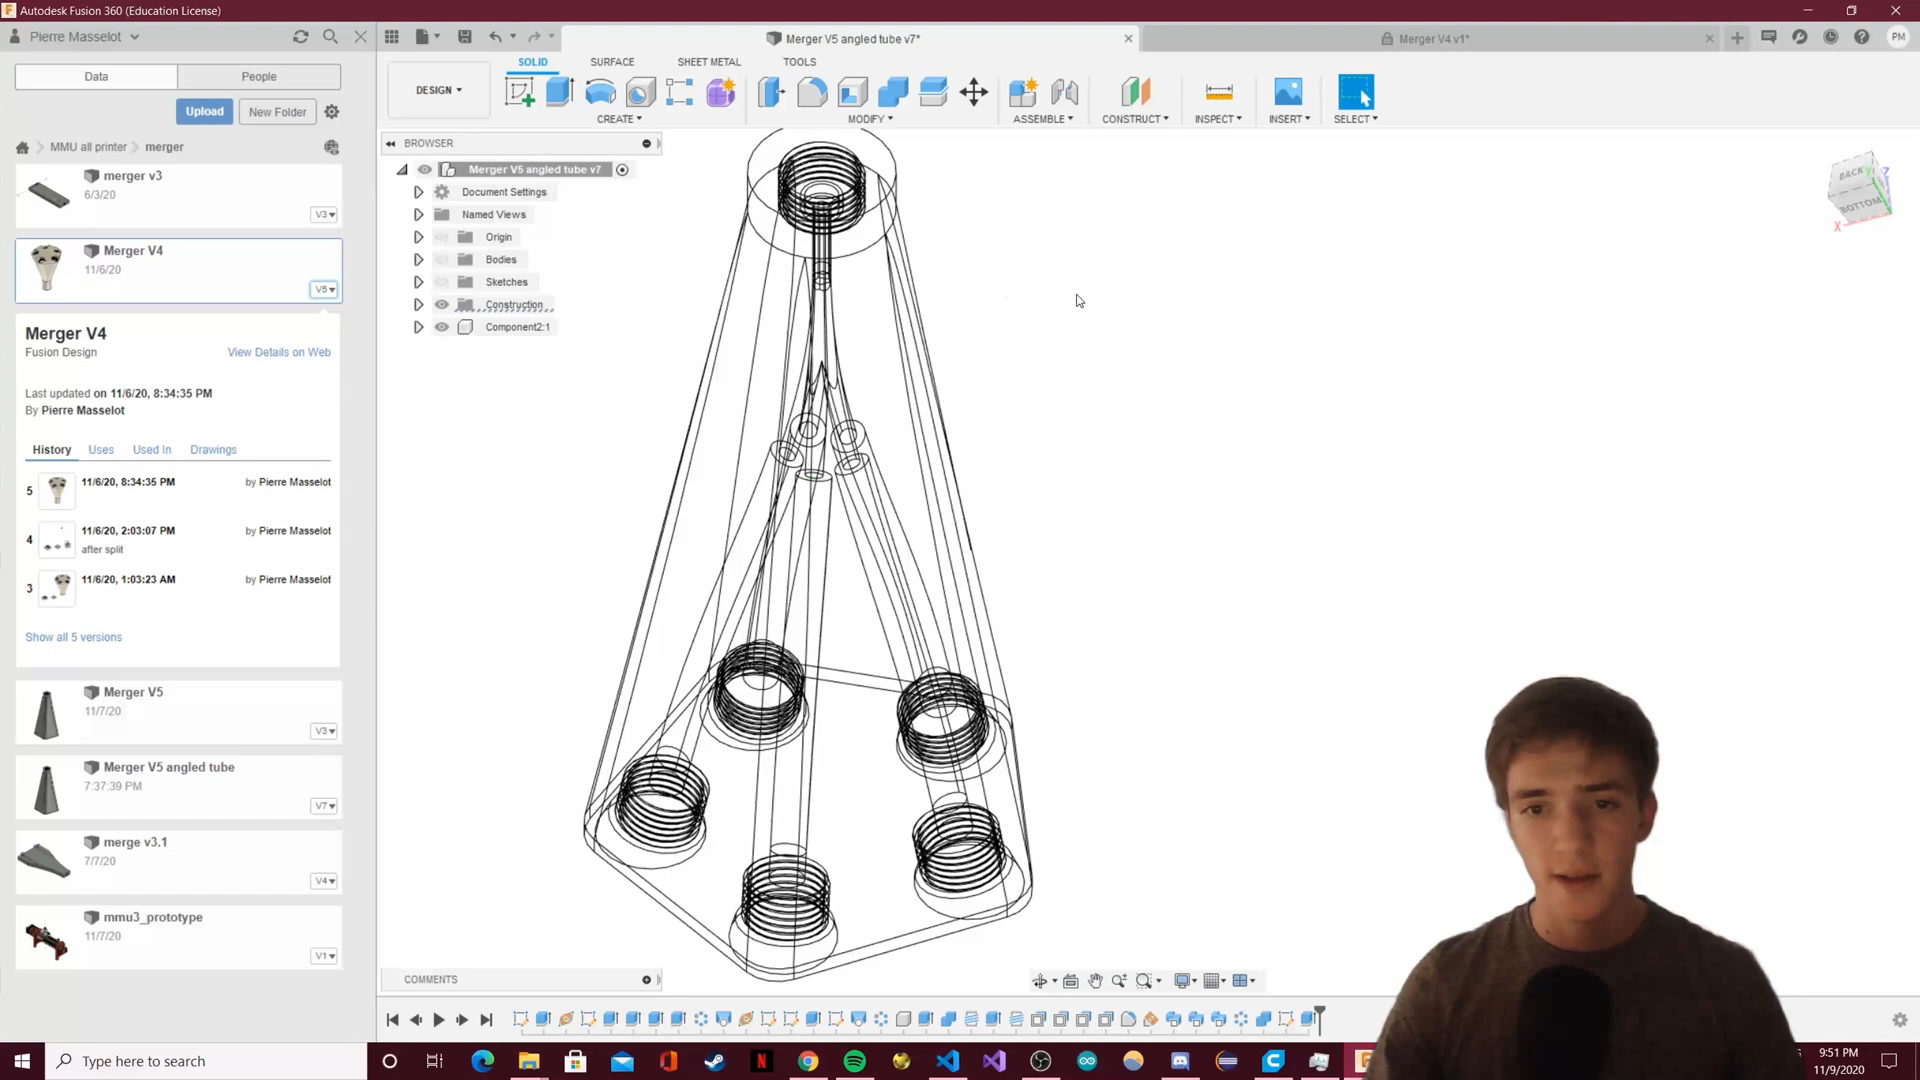 Autodesk Fusion 360 (Education License)
Pierre Masselot
Data
People
Upload
New Folder
MMU all printer
merger
merger v3
6/3/20
V3
Merger V4
11/6/20
V5
Merger V4
Fusion Design
View Details on Web
Last updated on 11/6/20, 8:34:35 PM
By Pierre Masselot
History
Uses
Used In
Drawings
5
11/6/20, 8:34:35 PM
by Pierre Masselot
4
11/6/20, 2:03:07 PM
by Pierre Masselot
after split
3
11/6/20, 1:03:23 AM
by Pierre Masselot
Show all 5 versions
Merger V5
11/7/20
V3
Merger V5 angled tube
7:37:39 PM
V7
merge v3.1
7/7/20
V4
mmu3_prototype
11/7/20
V1
Merger V5 angled tube v7*
Merger V4 v1*
PM
DESIGN
SOLID
SURFACE
SHEET METAL
TOOLS
CREATE
MODIFY
ASSEMBLE
CONSTRUCT
INSPECT
INSERT
SELECT
BROWSER
Merger V5 angled tube v7
Document Settings
Named Views
Origin
Bodies
Sketches
Construction
Component2:1
BACK
BOTTOM
X
COMMENTS
Type here to search
9:51 PM
11/9/2020